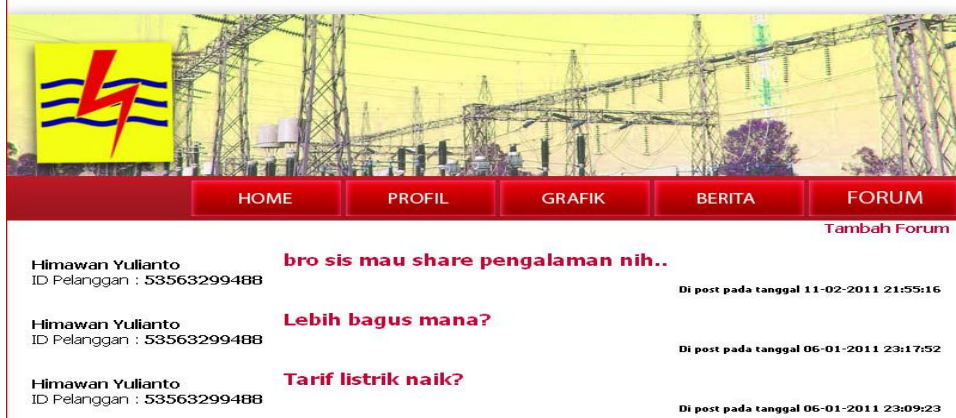 HOME PROFIL GRAFIK BERITA FORUM
Tambah Forum
Himawan Yulianto bro sis mau share pengalaman nih..
ID Pelanggan : 53563299488
Di post pada tanggal 11-02-2011 21:55:16
Himawan Yulianto Lebih bagus mana?
ID Pelanggan : 53563299488
Di post pada tanggal 06-01-2011 23:17:52
Himawan Yulianto Tarif listrik naik?
ID Pelanggan : 53563299488
Di post pada tanggal 06-01-2011 23:09:23